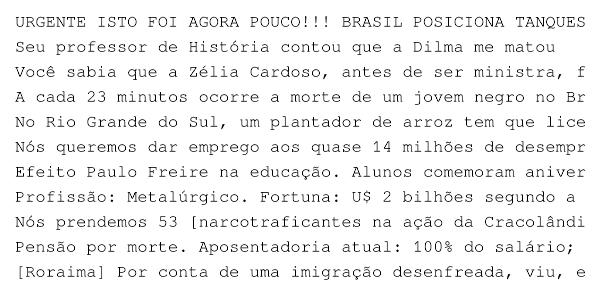 URGENTE ISTO FOI AGORA POUCO!!! BRASIL POSICIONA TANQUES
Seu professor de História contou que a Dilma me matou
Você sabia que a Zélia Cardoso, antes de ser ministra, f
A cada 23 minutos ocorre a morte de um jovem negro no Br
No Rio Grande do Sul, um plantador de arroz tem que lice
Nós queremos dar emprego aos quase 14 milhões de desempr
Efeito Paulo Freire na educação. Alunos comemoram aniver
Profissão: Metalúrgico. Fortuna: U$ 2 bilhões segundo a
Nós prendemos 53 [narcotraficantes na ação da Cracolândi
Pensão por morte. Aposentadoria atual: 100% do salário;
[Roraima] Por conta de uma imigração desenfreada, viu, e